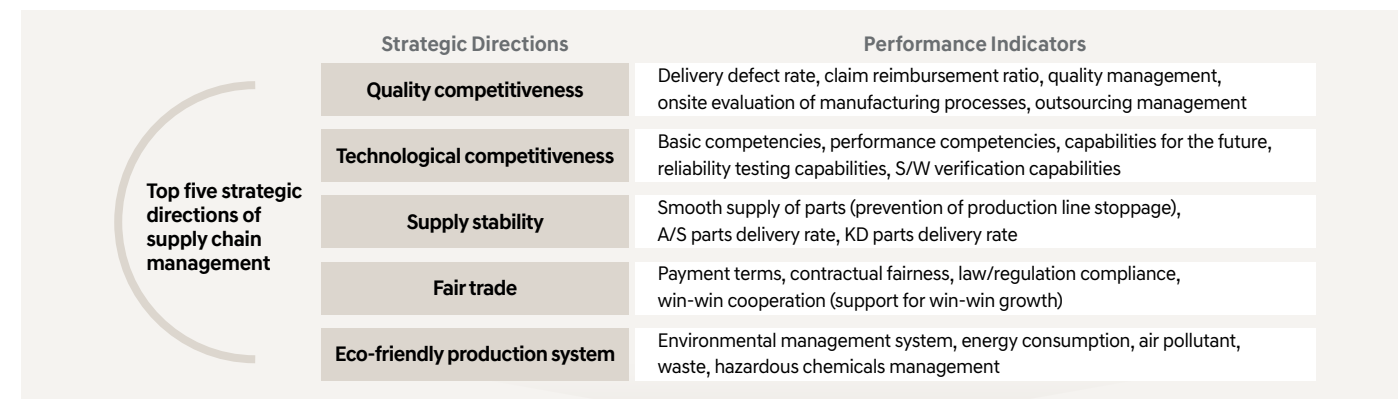 Strategic Directions
Performance Indicators
Top five strategic
directions of
supply chain
management
Quality competitiveness
Delivery defect rate, claim reimbursement ratio, quality management,
onsite evaluation of manufacturing processes, outsourcing management
Technological competitiveness
Basic competencies, performance competencies, capabilities for the future,
reliability testing capabilities, S/W verification capabilities
Supply stability
Smooth supply of parts (prevention of production line stoppage),
A/S parts delivery rate, KD parts delivery rate
Fair trade
Payment terms, contractual fairness, law/regulation compliance,
win-win cooperation (support for win-win growth)
Eco-friendly production system
Environmental management system, energy consumption, air pollutant,
waste, hazardous chemicals management